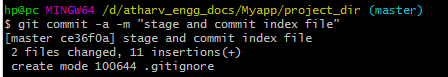 hp@pc MINGW64 /d/atharv_engg_docs/Myapp/project_dir (master)
$ git commit -a -m "stage and commit index file"
[master ce36f0a] stage and commit index file
 2 files changed, 11 insertions(+)
 create mode 100644 .gitignore